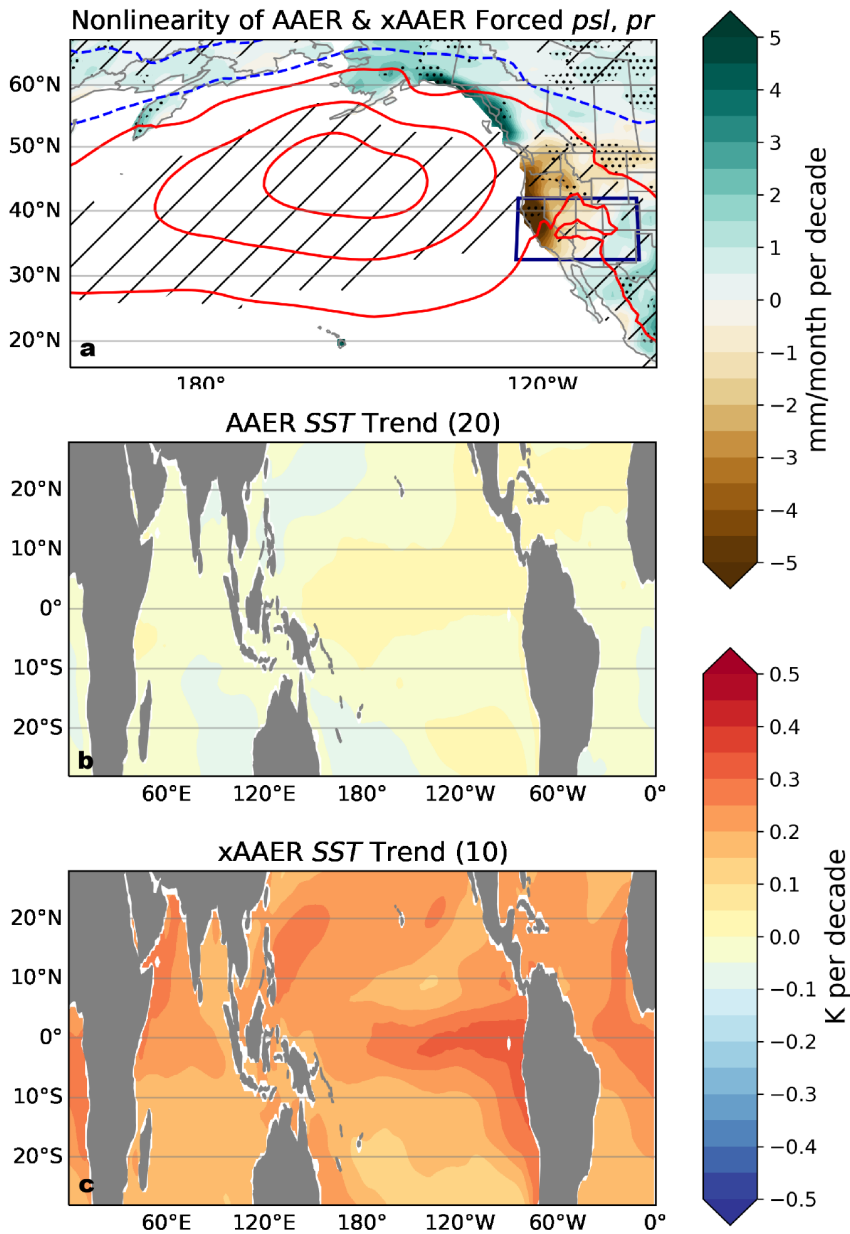 Nonlinearity of AAER & xAAER Forced psl, pr
60°N
50°N
40°N
30°N
20°N
a
180°
120°W
5
4
3
2
1
0
−1
−2
−3
−4
−5
mm/month per decade
AAER SST Trend (20)
20°N
10°N
0°
10°S
20°S
b
60°E 120°E 180° 120°W 60°W 0°
xAAER SST Trend (10)
20°N
10°N
0°
10°S
20°S
c
60°E 120°E 180° 120°W 60°W 0°
0.5
0.4
0.3
0.2
0.1
0.0
−0.1
−0.2
−0.3
−0.4
−0.5
K per decade